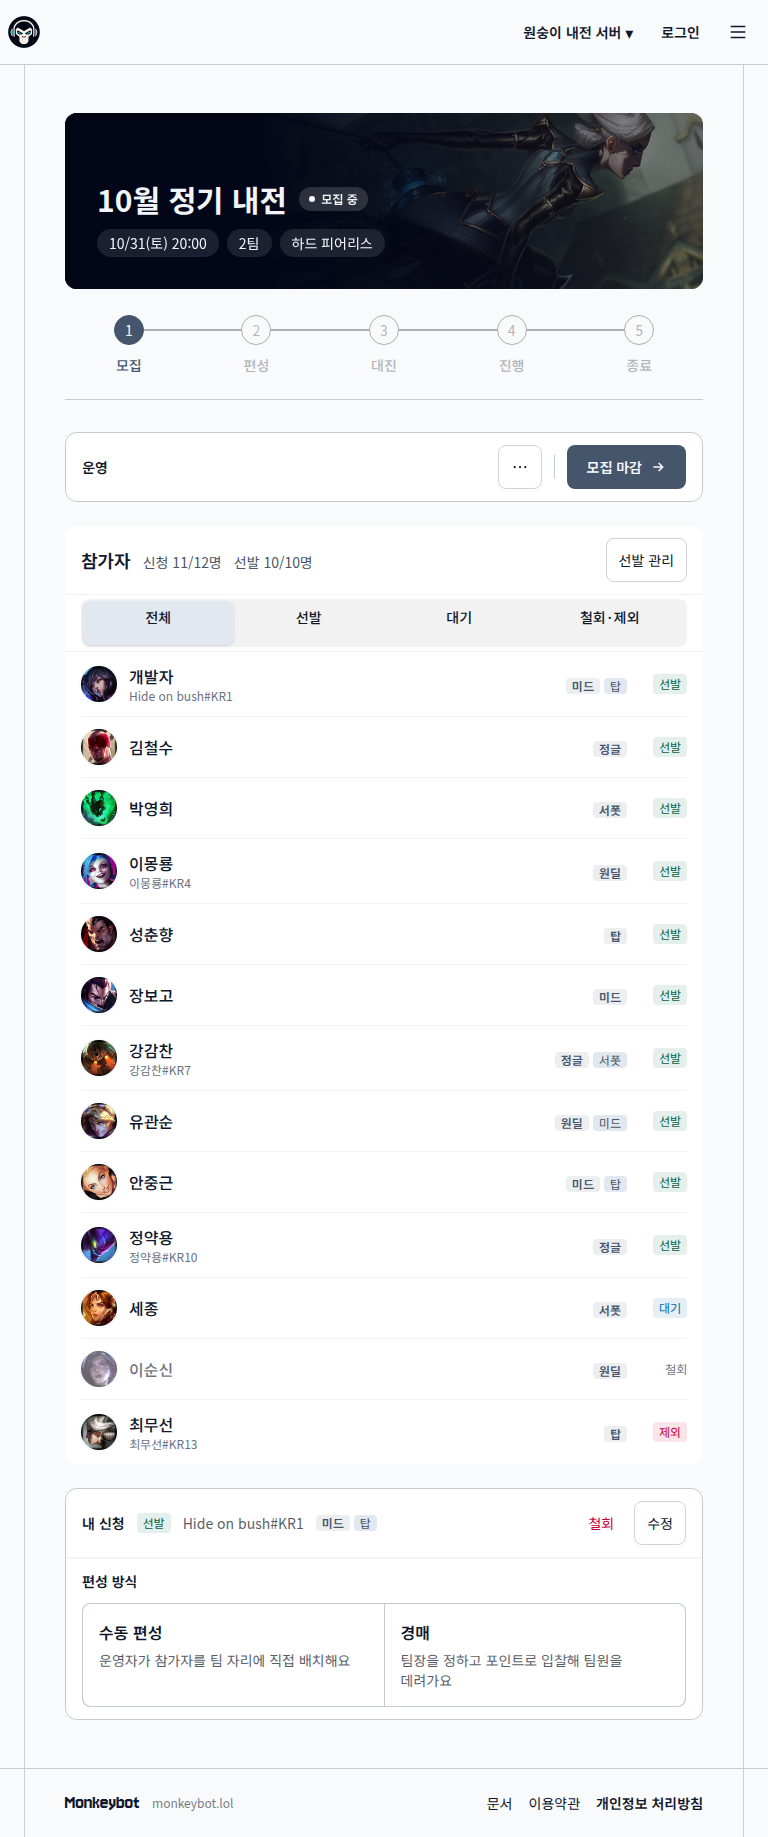 원숭이 내전 서버 ▾ 로그인
10월 정기 내전 모집 중
10/31(토) 20:00 2팀 하드 피어리스
1 2 3 4 5
모집 편성 대진 진행 종료
운영 ... 모집 마감 →
참가자 신청 11/12명 선발 10/10명 선발 관리
전체 선발 대기 철회·제외
개발자 미드 탑 선발
Hide on bush#KR1
김철수 정글 선발
박영희 서폿 선발
이몽룡 원딜 선발
이몽룡#KR4
성춘향 탑 선발
장보고 미드 선발
강감찬 정글 서폿 선발
강감찬#KR7
유관순 원딜 미드 선발
안중근 미드 탑 선발
정약용 정글 선발
정약용#KR10
세종 서폿 대기
이순신 원딜 철회
최무선 탑 제외
최무선#KR13
내 신청 선발 Hide on bush#KR1 미드 탑 철회 수정
편성 방식
수동 편성
운영자가 참가자를 팀 자리에 직접 배치해요
경매
팀장을 정하고 포인트로 입찰해 팀원을
데려가요
Monkeybot monkeybot.lol 문서 이용약관 개인정보 처리방침